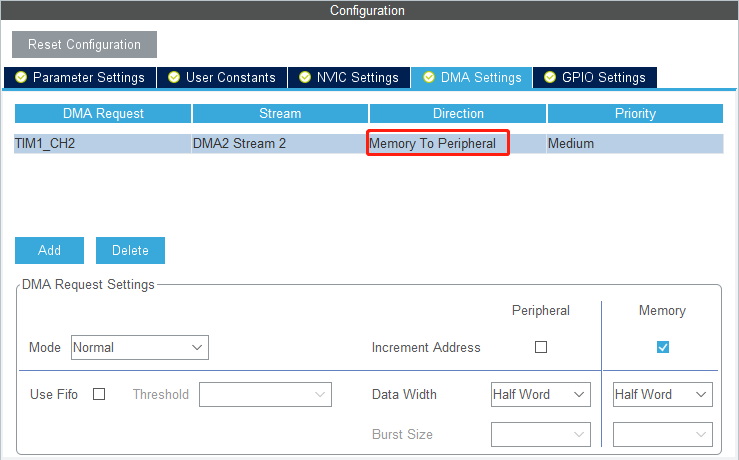 Configuration
Reset Configuration
Parameter Settings User Constants NVIC Settings DMA Settings GPIO Settings
DMA Request Stream Direction Priority
TIM1_CH2 DMA2 Stream 2 Memory To Peripheral Medium
Add Delete
DMA Request Settings
Peripheral Memory
Mode Normal Increment Address
Use Fifo Threshold Data Width Half Word Half Word
Burst Size